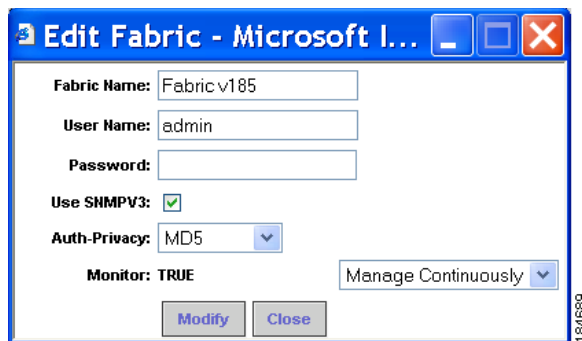 Edit Fabric - Microsoft I...
Fabric Name: Fabric v185
User Name: admin
Password:
Use SNMPV3:
Auth-Privacy: MD5
Monitor: TRUE Manage Continuously
Modify Close
184689